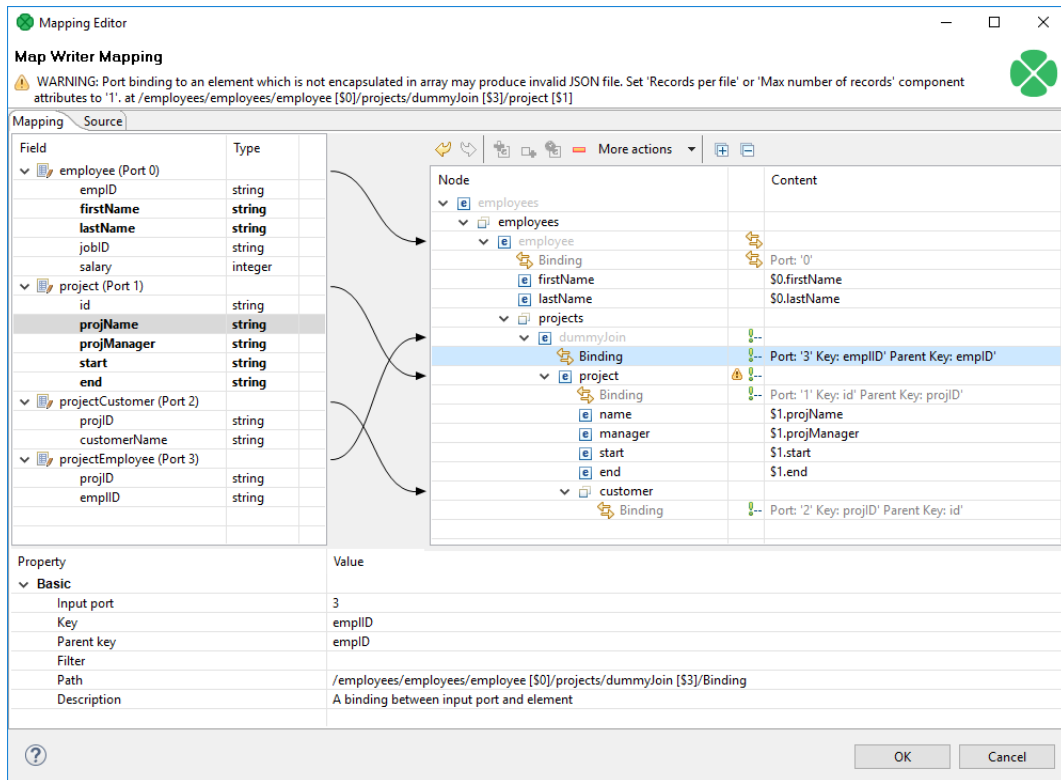 Mapping Editor
Map Writer Mapping
WARNING: Port binding to an element which is not encapsulated in array may produce invalid JSON file. Set 'Records per file' or 'Max number of records' component
attributes to '1'. at /employees/employees/employee [$0]/projects/dummyJoin [$3]/project [$1]
Mapping Source
Field Type
employee (Port 0)
empID string
firstName string
lastName string
jobID string
salary integer
project (Port 1)
id string
projName string
projManager string
start string
end string
projectCustomer (Port 2)
projID string
customerName string
projectEmployee (Port 3)
projID string
emplID string
More actions
Node Content
employees
employees
employee
Binding Port: '0'
firstName $0.firstName
lastName $0.lastName
projects
dummyJoin
Binding Port: '3' Key: emplID' Parent Key: empID'
project
Binding Port: '1' Key: id' Parent Key: projID'
name $1.projName
manager $1.projManager
start $1.start
end $1.end
customer
Binding Port: '2' Key: projID' Parent Key: id'
Property Value
Basic
Input port 3
Key emplID
Parent key empID
Filter
Path /employees/employees/employee [$0]/projects/dummyJoin [$3]/Binding
Description A binding between input port and element
OK Cancel